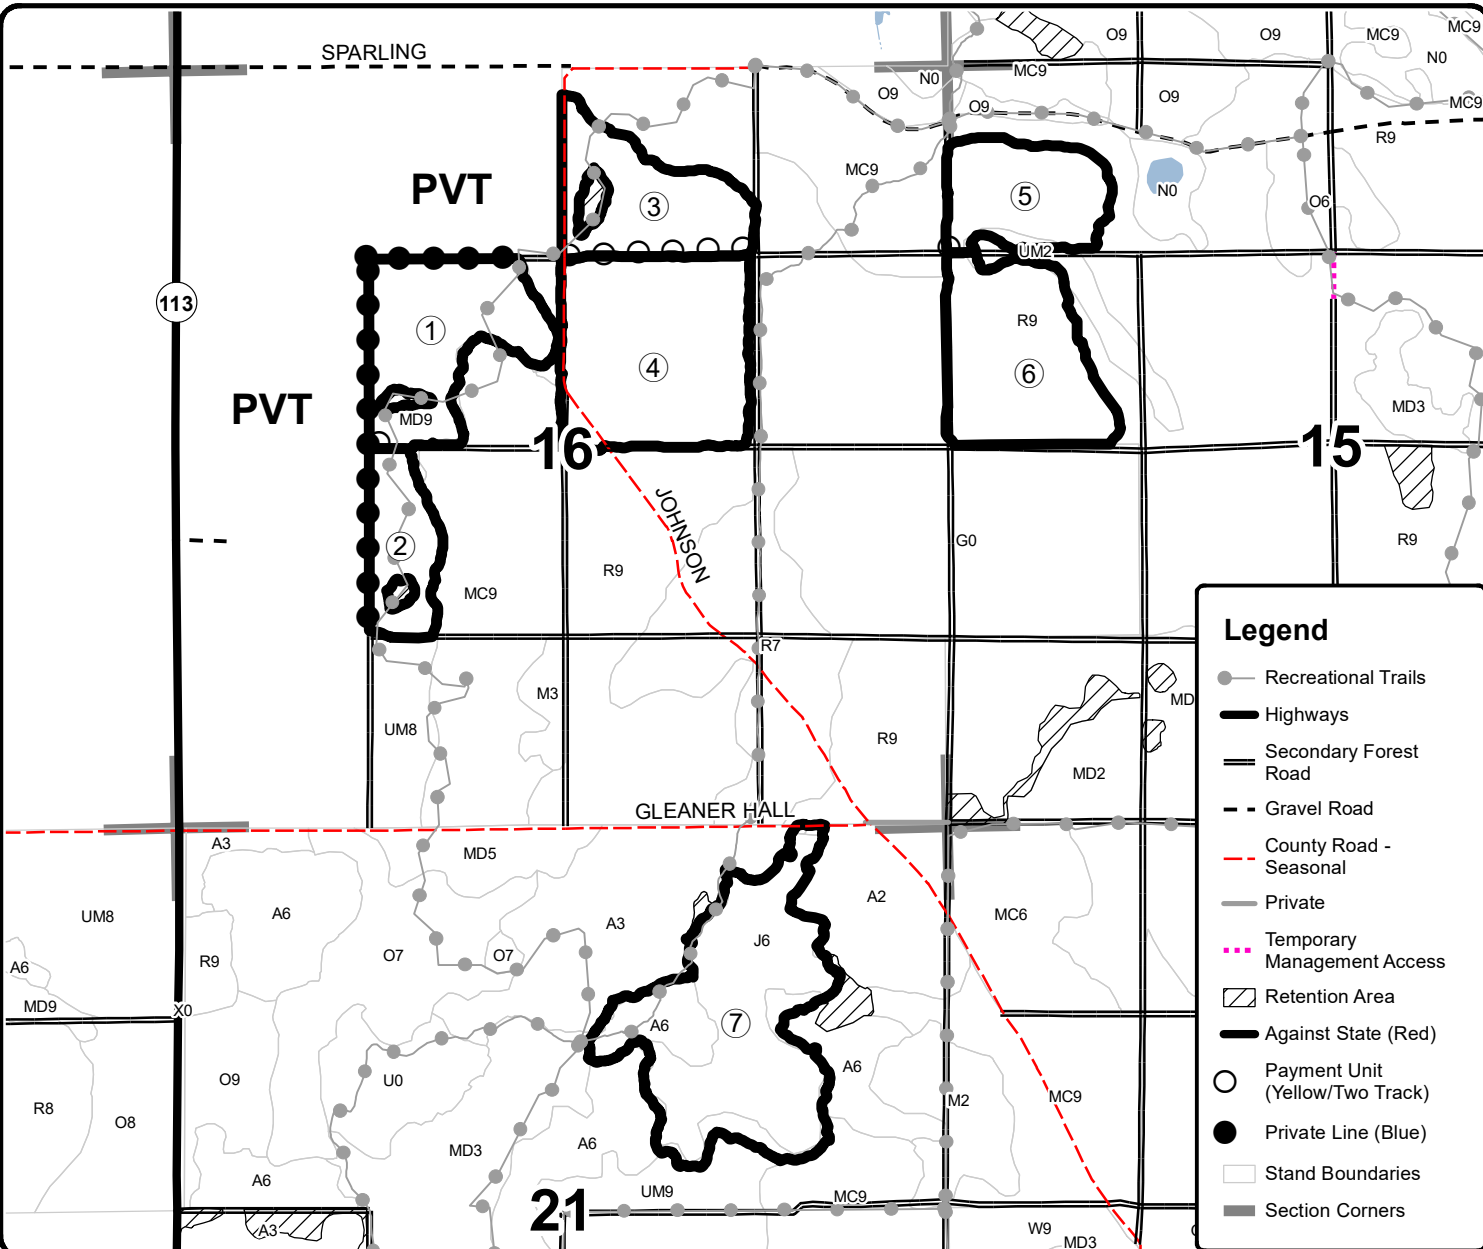 SPARLING
O9
O9
MC9
MC9
N0
MC9
N0
O9
O9
O9
MC9
R9
PVT
MC9
N0
O6
3
5
UM2
113
1
R9
4
6
PVT
MD9
MD3
16
15
JOHNSON
2
G0
R9
R9
MC9
R7
M3
MD
UM8
R9
MD2
GLEANER HALL
A3
MD5
UM8
A6
A3
A2
MC6
J6
R9
O7
O7
A6
MD9
X0
7
A6
A6
O9
U0
R8
O8
M2
MC9
MD3
A6
A6
UM9
MC9
21
A3
W9
MD3
Legend
Recreational Trails
Highways
Secondary Forest
Road
Gravel Road
County Road -
Seasonal
Private
Temporary
Management Access
Retention Area
Against State (Red)
Payment Unit
(Yellow/Two Track)
Private Line (Blue)
Stand Boundaries
Section Corners